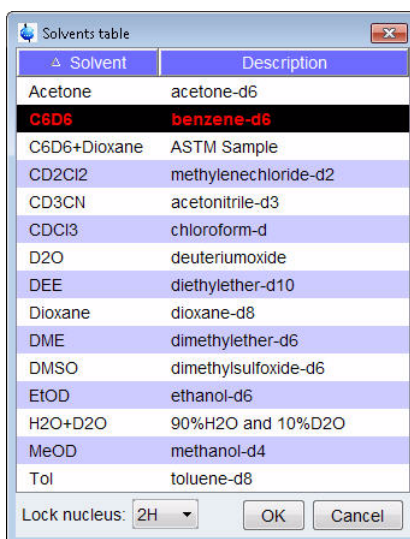 Solvents table
Solvent Description
Acetone acetone-d6
C6D6 benzene-d6
C6D6+Dioxane ASTM Sample
CD2Cl2 methylenechloride-d2
CD3CN acetonitrile-d3
CDCl3 chloroform-d
D2O deuteriumoxide
DEE diethylether-d10
Dioxane dioxane-d8
DME dimethylether-d6
DMSO dimethylsulfoxide-d6
EtOD ethanol-d6
H2O+D2O 90%H2O and 10%D2O
MeOD methanol-d4
Tol toluene-d8
Lock nucleus: 2H OK Cancel